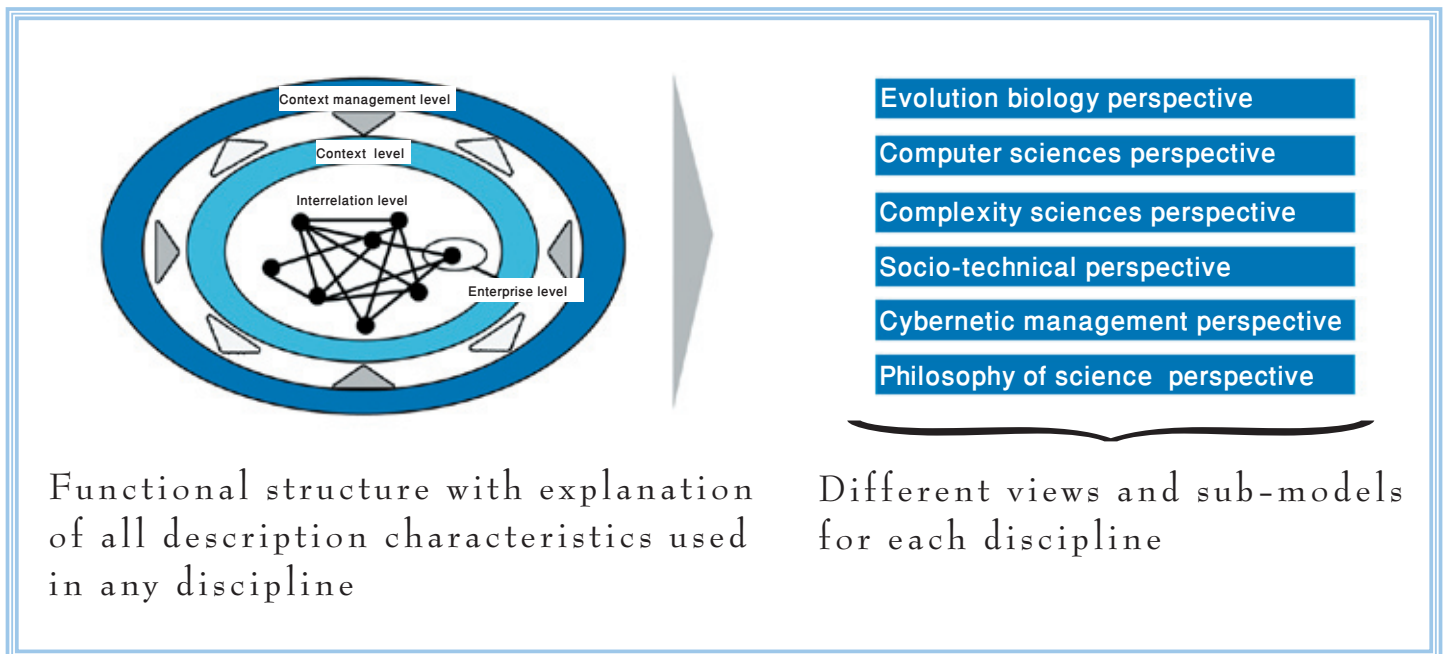 Context management level
Context level
Interrelation level
Enterprise level
Functional structure with explanation
of all description characteristics used
in any discipline
Evolution biology perspective
Computer sciences perspective
Complexity sciences perspective
Socio-technical perspective
Cybernetic management perspective
Philosophy of science perspective
Different views and sub-models
for each discipline